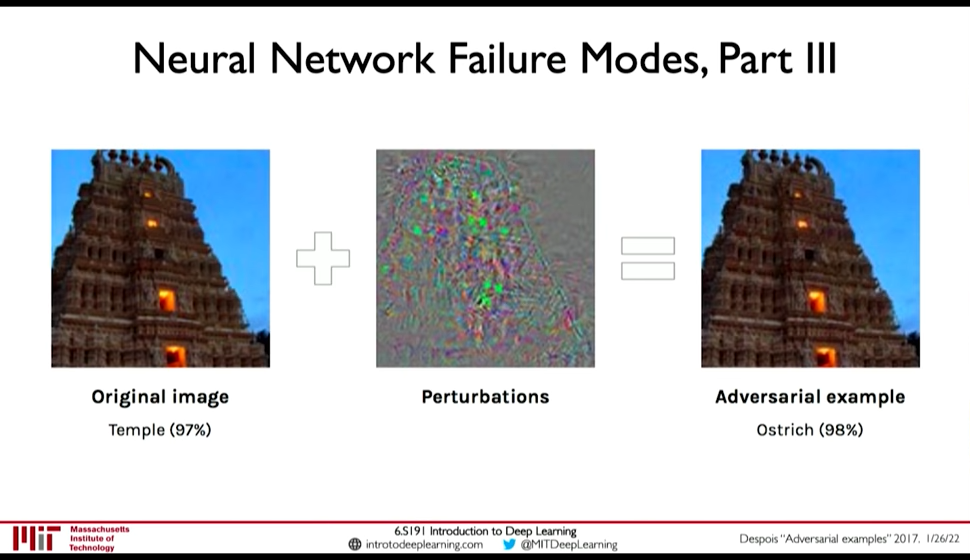 Neural Network Failure Modes, Part III
Original image
Temple (97%)
Perturbations
Adversarial example
Ostrich (98%)
Massachusetts
Institute of
Technology
6.S191 Introduction to Deep Learning
introtodeeplearning.com @MITDeepLearning
Despois "Adversarial examples" 2017. 1/26/22